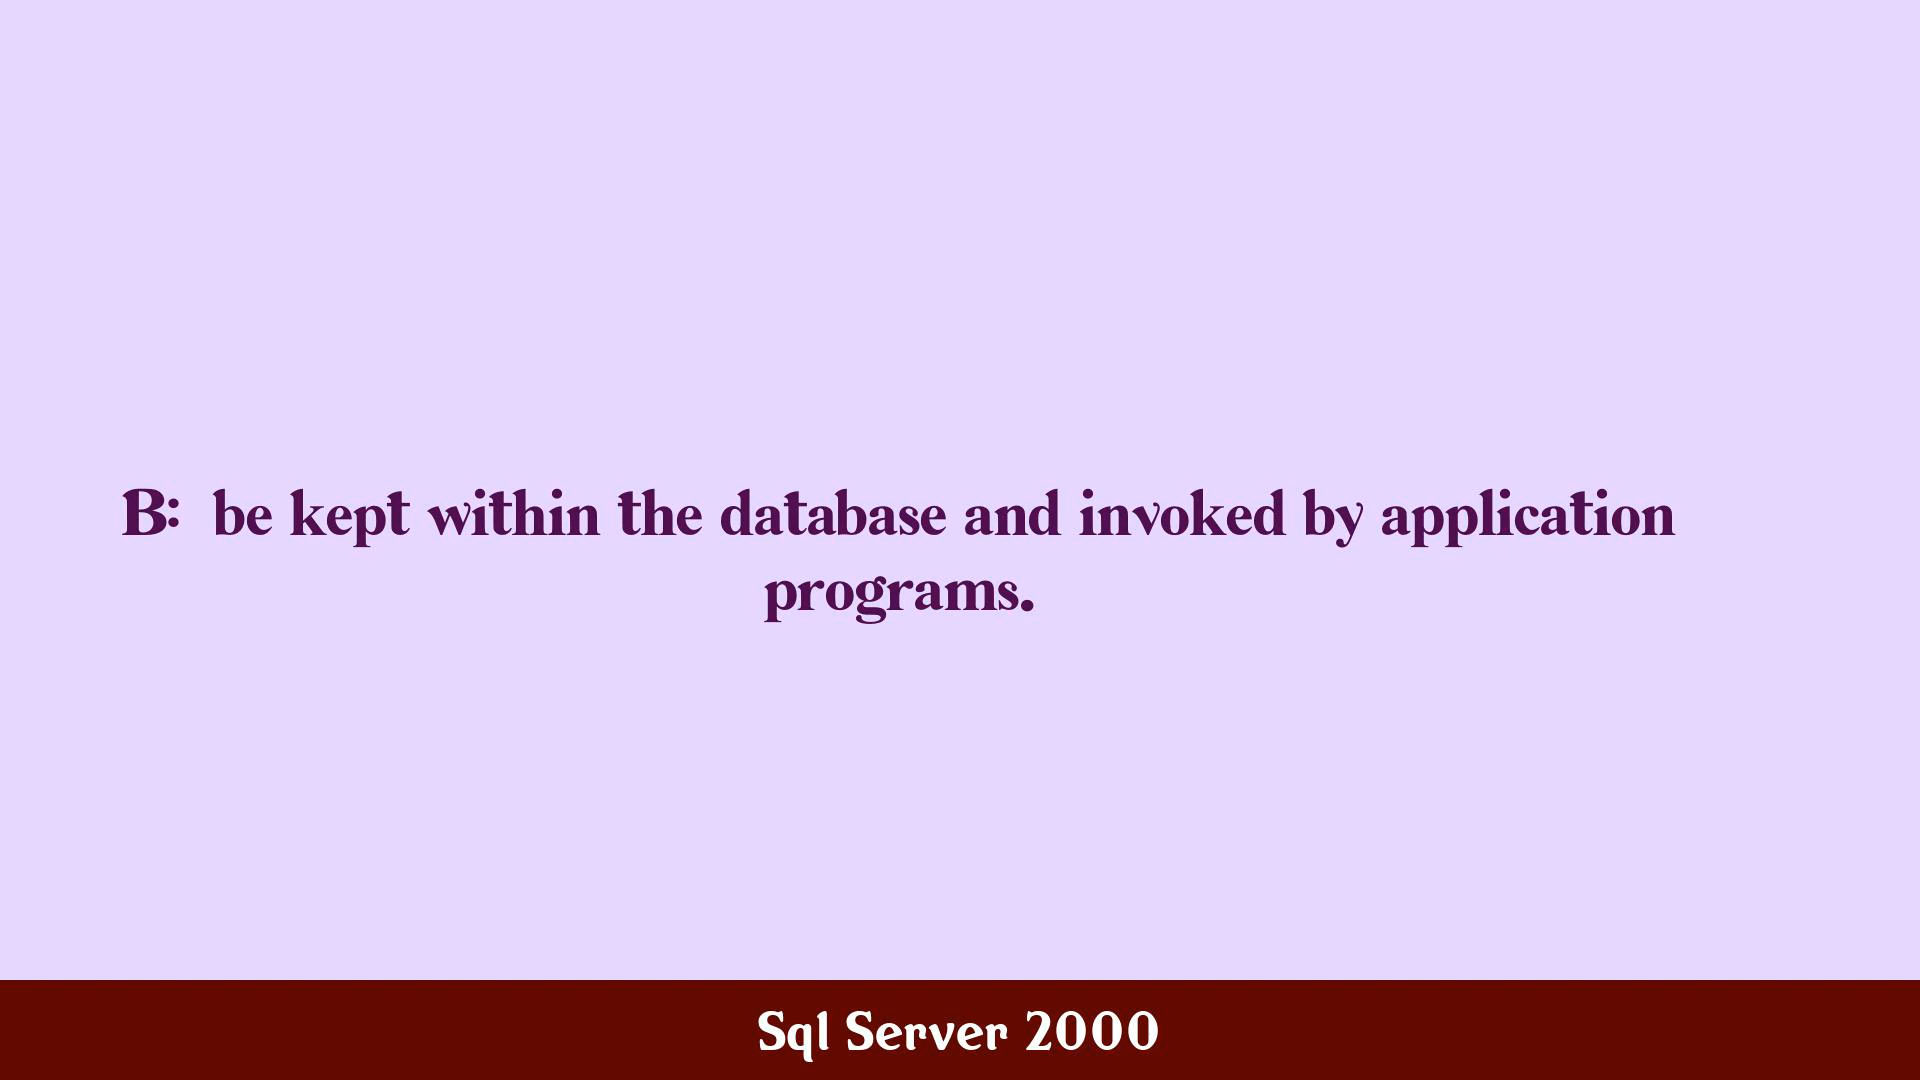 B:  be kept within the database and invoked by application
programs.
Sql Server 2000